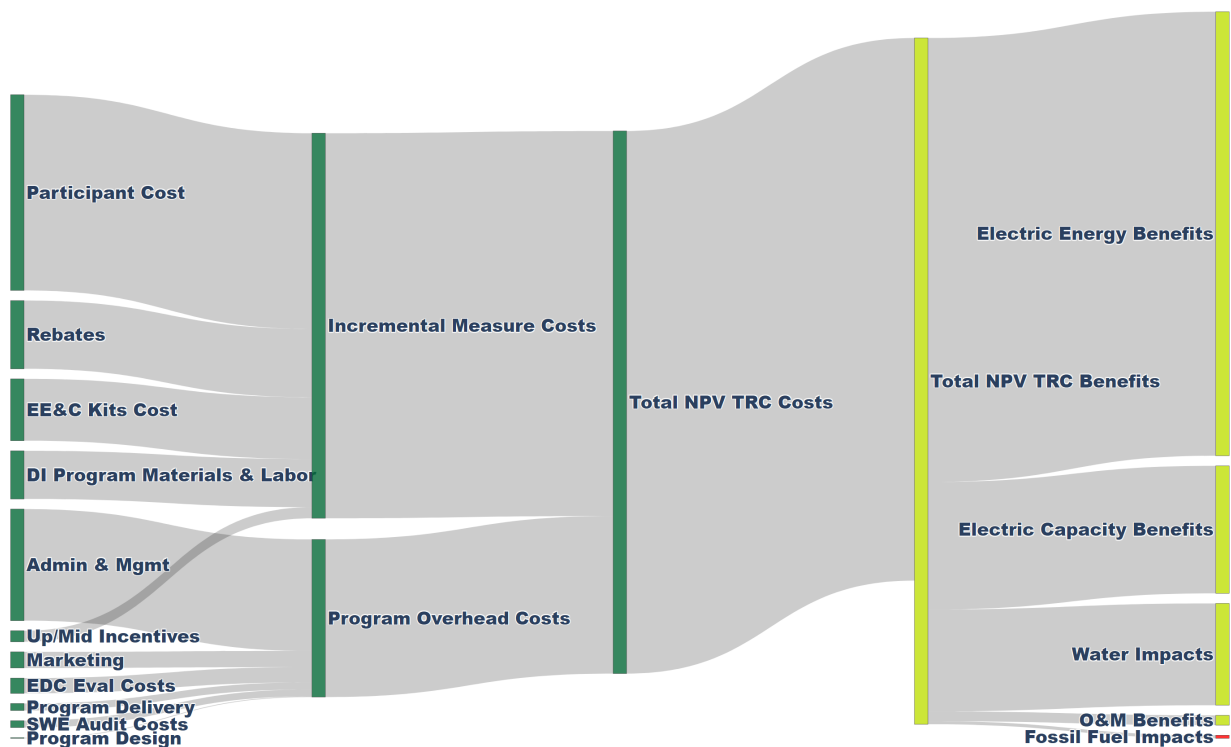 Participant Cost
Rebates
EE&C Kits Cost
DI Program Materials & Labor
Admin & Mgmt
Up/Mid Incentives
Marketing
EDC Eval Costs
Program Delivery
SWE Audit Costs
Program Design
Incremental Measure Costs
Program Overhead Costs
Total NPV TRC Costs
Total NPV TRC Benefits
Electric Energy Benefits
Electric Capacity Benefits
Water Impacts
O&M Benefits
Fossil Fuel Impacts